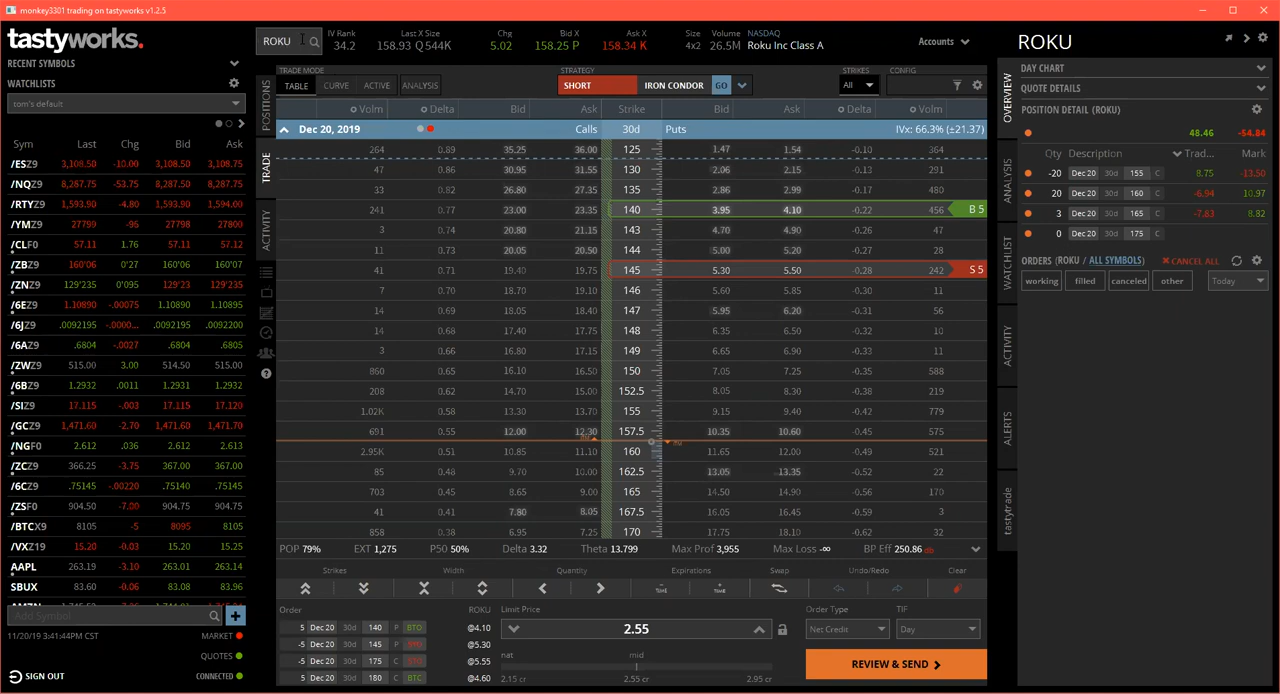 monkey3301 trading on tastyworks v1.2.5
tastyworks.
RECENT SYMBOLS
WATCHLISTS
tom's default
Sym Last Chg Bid Ask
/ESZ9 3,108.50 -10.00 3,108.50 3,108.75
/NQZ9 8,287.75 -53.75 8,287.50 8,287.75
/RTYZ9 1,593.90 -4.80 1,593.90 1,594.00
/YMZ9 27799 -96 27798 27800
/CLF0 57.11 1.76 57.11 57.12
/ZBZ9 160'06 0'27 160'06 160'07
/ZNZ9 129'235 0'095 129'23 129'235
/6EZ9 1.10890 -.00075 1.10890 1.10895
/6JZ9 .0092195 -.0000... .0092195 .0092200
/6AZ9 .6804 -.0027 .6804 .6805
/ZWZ9 515.00 3.00 514.50 515.00
/6BZ9 1.2932 .0011 1.2931 1.2932
/SIZ9 17.115 -.003 17.115 17.120
/GCZ9 1,471.60 -2.70 1,471.60 1,471.70
/NGF0 2.612 .036 2.612 2.613
/ZCZ9 366.25 -3.75 367.00 367.00
/6CZ9 .75145 -.00220 .75140 .75145
/ZSF0 904.50 -7.00 904.50 904.75
/BTCX9 8105 -5 8095 8105
/VXZ19 15.20 -0.03 15.20 15.25
AAPL 263.19 -3.10 263.01 263.14
SBUX 83.60 -0.06 83.08 83.96
Add Symbol
11/20/19 3:41:44PM CST MARKET
QUOTES
SIGN OUT CONNECTED
ROKU
IV Rank Last X Size Chg Bid X Ask X Size Volume NASDAQ
34.2 158.93 Q 544K 5.02 158.25 P 158.34 K 4x2 26.5M Roku Inc Class A
Accounts
POSITIONS
TRADE
ACTIVITY
TRADE MODE STRATEGY STRIKES CONFIG
TABLE CURVE ACTIVE ANALYSIS SHORT IRON CONDOR GO All
Volm Delta Bid Ask Strike Bid Ask Delta Volm
Dec 20, 2019 Calls 30d Puts IVx: 66.3% (±21.37)
264 0.89 35.25 36.00 125 1.47 1.54 -0.10 364
47 0.86 30.95 31.55 130 2.06 2.15 -0.13 291
33 0.82 26.80 27.35 135 2.86 2.99 -0.17 480
241 0.77 23.00 23.35 140 3.95 4.10 -0.22 456 B 5
3 0.74 20.80 21.15 143 4.70 4.90 -0.26 47
11 0.73 20.05 20.50 144 5.00 5.20 -0.27 28
41 0.71 19.40 19.75 145 5.30 5.50 -0.28 242 S 5
7 0.70 18.70 19.10 146 5.60 5.85 -0.30 11
14 0.69 18.05 18.40 147 5.95 6.20 -0.31 56
14 0.68 17.40 17.75 148 6.35 6.50 -0.32 10
3 0.66 16.80 17.15 149 6.65 6.90 -0.33 11
860 0.65 16.10 16.50 150 7.05 7.25 -0.35 388
208 0.62 14.70 15.00 152.5 8.05 8.30 -0.38 219
1.02K 0.58 13.30 13.70 155 9.15 9.40 -0.42 779
691 0.55 12.00 12.30 157.5 10.35 10.60 -0.45 575
2.95K 0.51 10.85 11.10 160 11.65 12.00 -0.49 521
85 0.48 9.70 10.00 162.5 13.05 13.35 -0.52 22
703 0.45 8.65 9.00 165 14.50 14.90 -0.56 170
41 0.41 7.80 8.05 167.5 16.05 16.45 -0.59 3
858 0.38 6.95 7.25 170 17.75 18.10 -0.62 32
POP 79% EXT 1,275 P50 50% Delta 3.32 Theta 13.799 Max Prof 3,955 Max Loss -∞ BP Eff 250.86 db
Strikes Width Quantity Expirations Swap Undo/Redo Clear
TIME TIME
Order ROKU Limit Price Order Type TIF
5 Dec 20 30d 140 P BTO @4.10
-5 Dec 20 30d 145 P STO @5.30
-5 Dec 20 30d 175 C STO @5.55
5 Dec 20 30d 180 C BTC @4.60
2.55
Net Credit Day
nat mid
2.15 cr 2.55 cr 2.95 cr
REVIEW & SEND
ROKU
OVERVIEW
ANALYSIS
WATCHLIST
ACTIVITY
ALERTS
tastytrade
DAY CHART
QUOTE DETAILS
POSITION DETAIL (ROKU)
48.46 -54.84
Qty Description Trad... Mark
-20 Dec 20 30d 155 C 8.75 -13.50
20 Dec 20 30d 160 C -6.94 10.97
3 Dec 20 30d 165 C -7.83 8.82
0 Dec 20 30d 175 C
ORDERS (ROKU / ALL SYMBOLS) CANCEL ALL
working filled canceled other Today